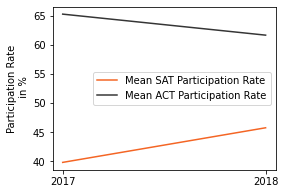 65
60
55
50
45
40
Participation Rate
in %
Mean SAT Participation Rate
Mean ACT Participation Rate
2017
2018